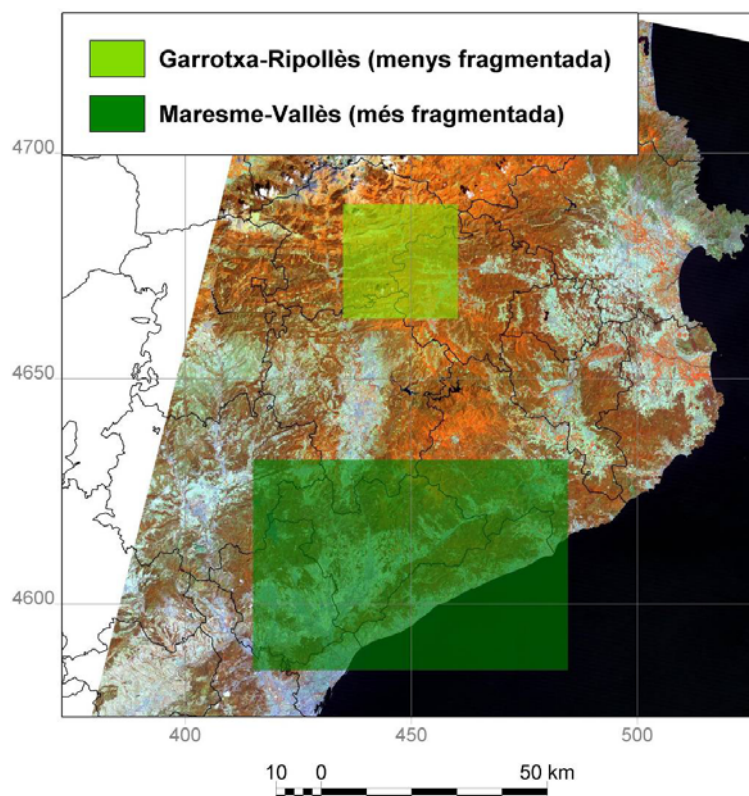 Garrotxa-Ripollès (menys fragmentada)
Maresme-Vallès (més fragmentada)
4700
4650
4600
400 450 500
10 0 50 km